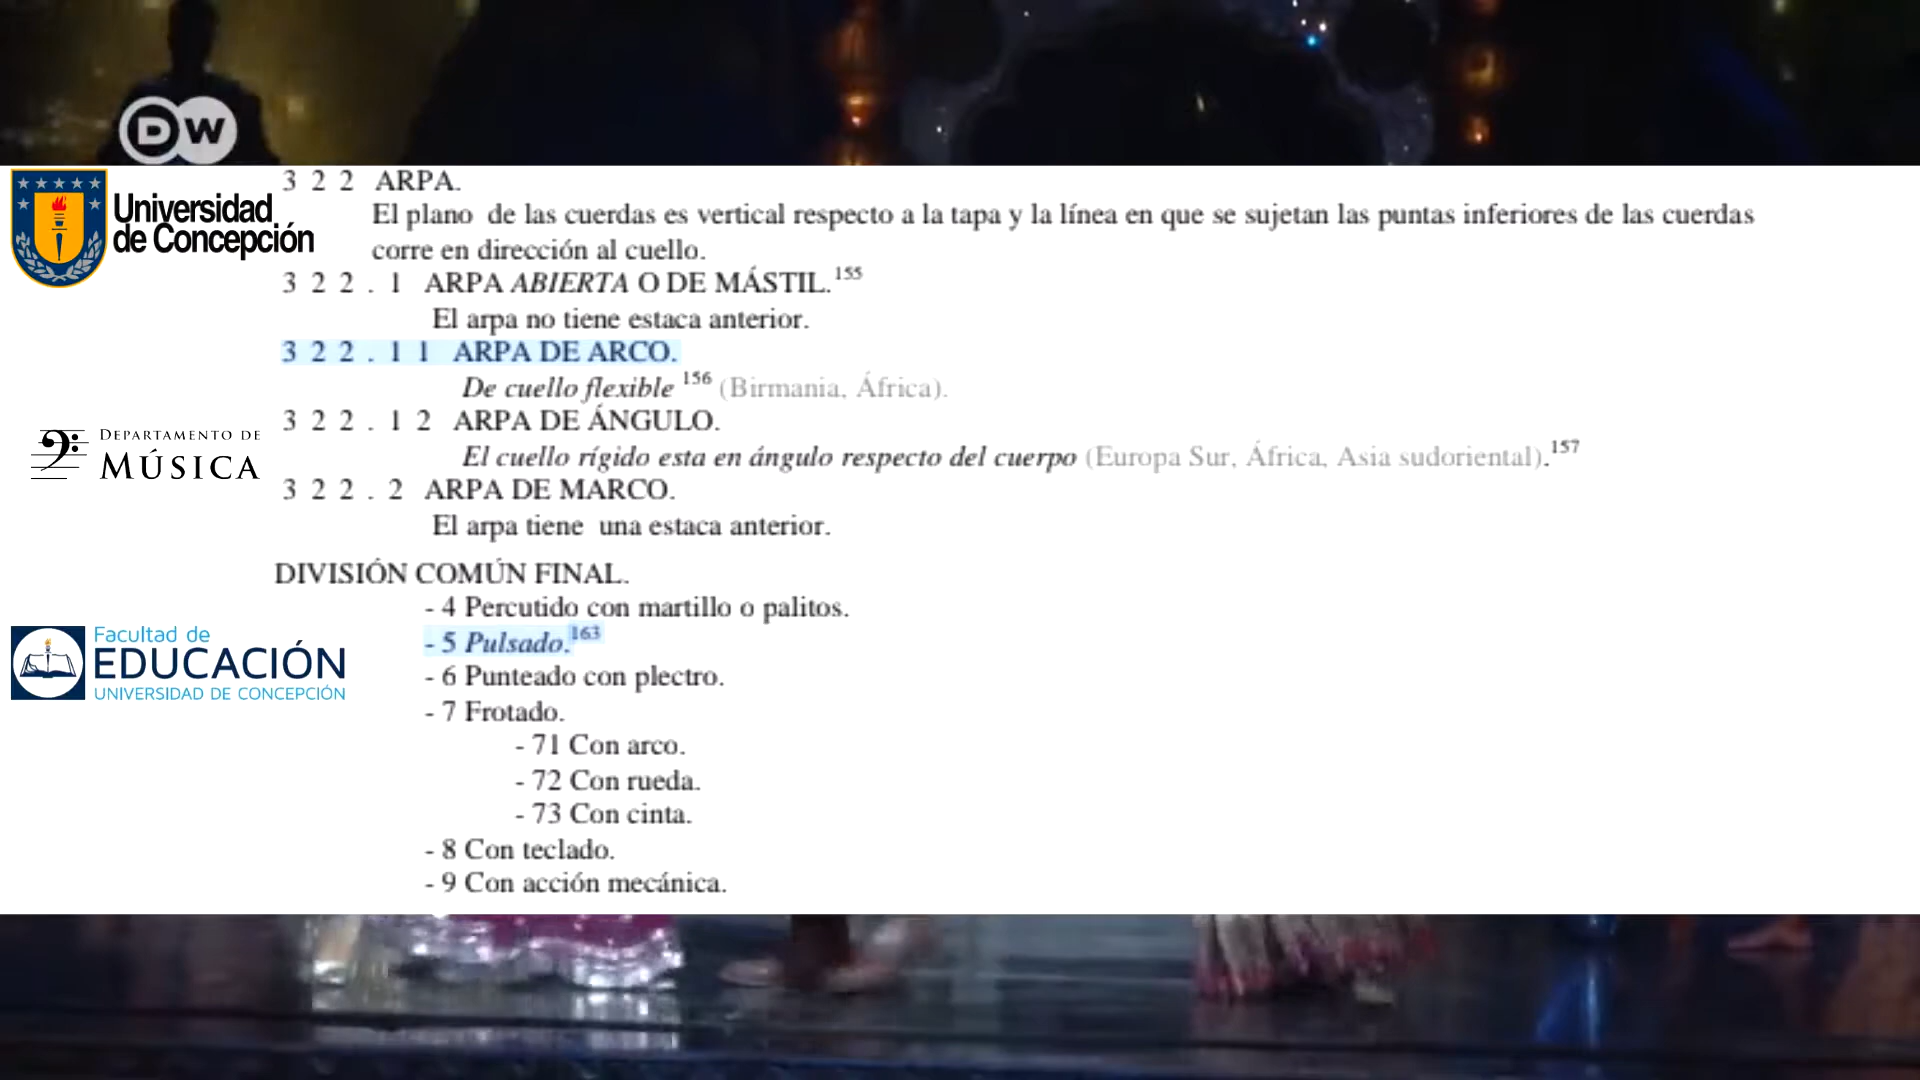 DW
Universidad
de Concepción
3 2 2 ARPA.
El plano de las cuerdas es vertical respecto a la tapa y la línea en que se sujetan las puntas inferiores de las cuerdas
corre en dirección al cuello.
3 2 2 . 1 ARPA ABIERTA O DE MÁSTIL.155
El arpa no tiene estaca anterior.
3 2 2 . 1 1 ARPA DE ARCO.
De cuello flexible 156 (Birmania, África).
3 2 2 . 1 2 ARPA DE ÁNGULO.
El cuello rígido esta en ángulo respecto del cuerpo (Europa Sur, África, Asia sudoriental).157
DEPARTAMENTO DE
MÚSICA
3 2 2 . 2 ARPA DE MARCO.
El arpa tiene una estaca anterior.
DIVISIÓN COMÚN FINAL.
- 4 Percutido con martillo o palitos.
- 5 Pulsado.163
- 6 Punteado con plectro.
- 7 Frotado.
- 71 Con arco.
- 72 Con rueda.
- 73 Con cinta.
- 8 Con teclado.
- 9 Con acción mecánica.
Facultad de
EDUCACIÓN
UNIVERSIDAD DE CONCEPCIÓN